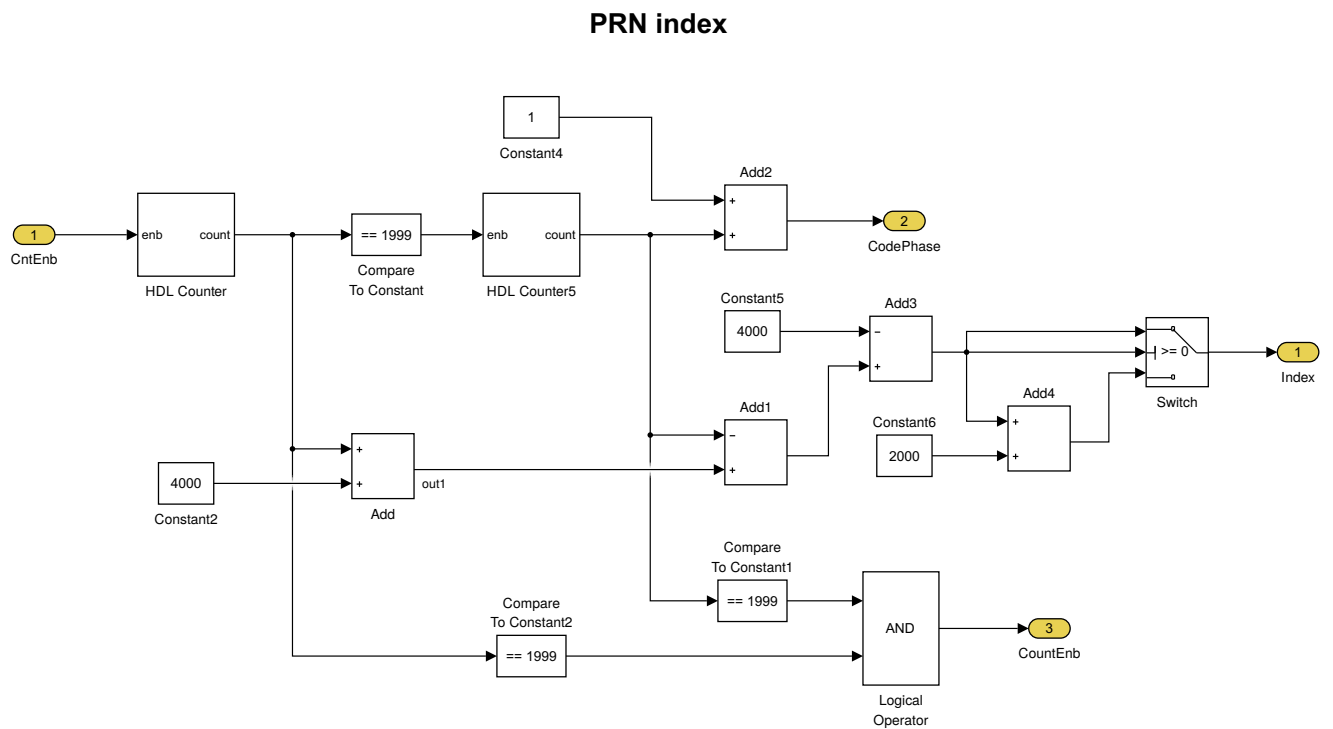 PRN index
1
Constant4
Add2
+
+
1
CntEnb
enb
count
HDL Counter
== 1999
Compare
To Constant
enb
count
HDL Counter5
2
CodePhase
Constant5
4000
Add3
−
+
>= 0
Switch
1
Index
Add1
−
+
Constant6
2000
Add4
+
+
4000
Constant2
+
+
out1
Add
Compare
To Constant1
== 1999
Compare
To Constant2
== 1999
AND
Logical
Operator
3
CountEnb